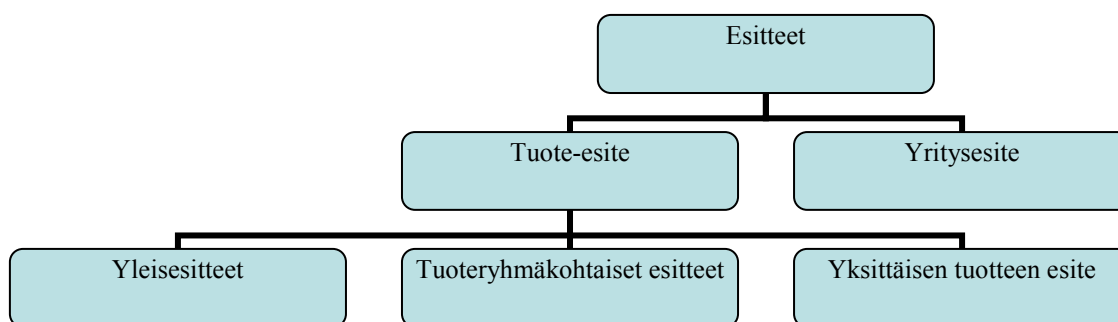 Esitteet
Tuote-esite
Yritysesite
Yleisesitteet
Tuoteryhmäkohtaiset esitteet
Yksittäisen tuotteen esite